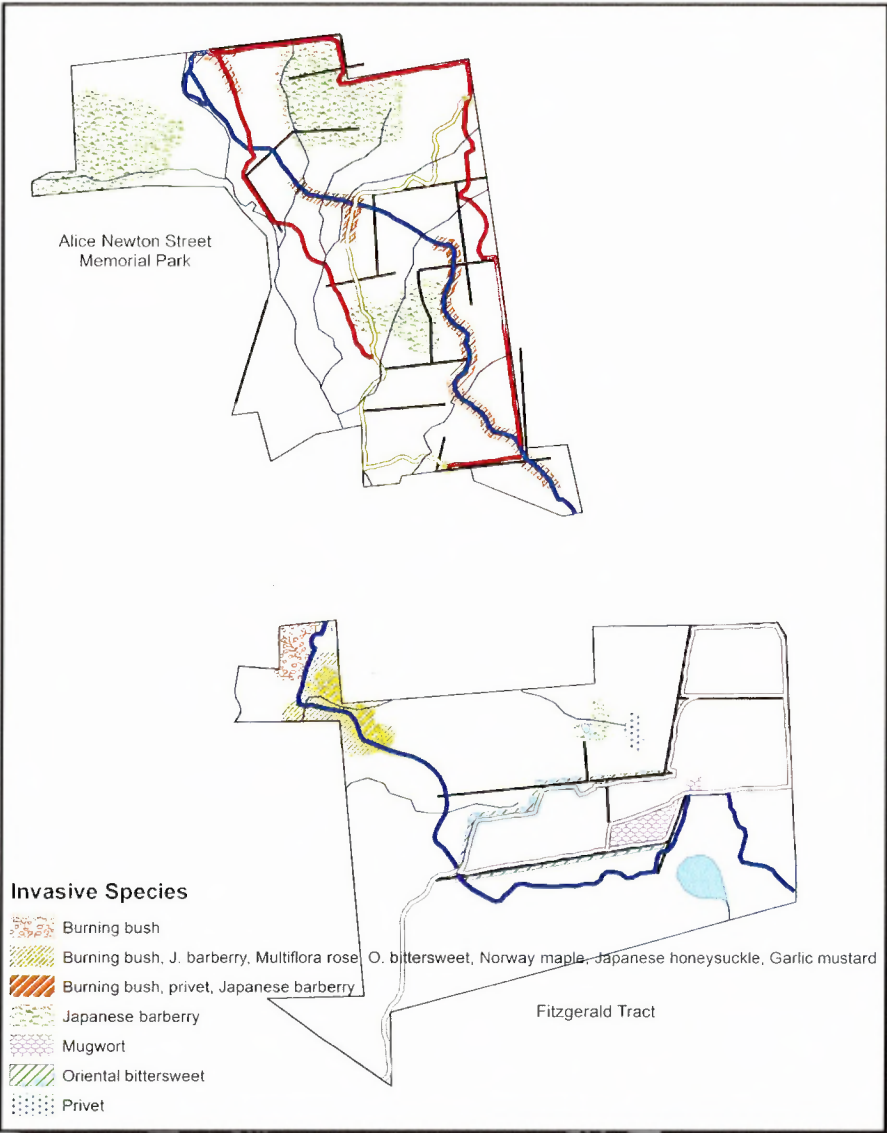 Alice Newton Street
Memorial Park
Invasive Species
Burning bush
Burning bush, J. barberry, Multiflora rose, O. bittersweet, Norway maple, Japanese honeysuckle, Garlic mustard
Burning bush, privet, Japanese barberry
Japanese barberry
Fitzgerald Tract
Mugwort
Oriental bittersweet
Privet